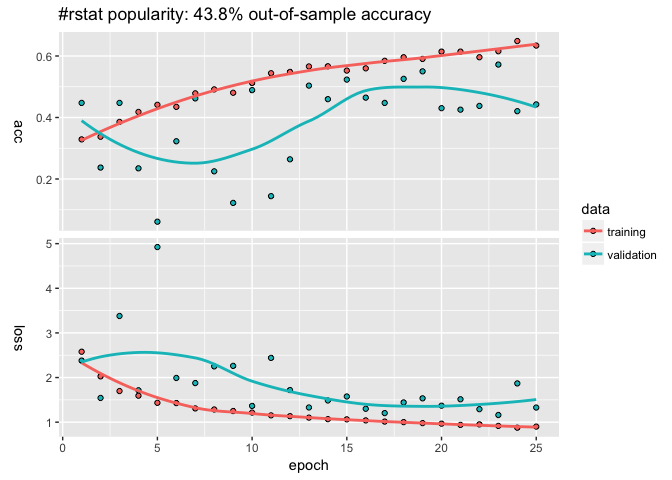 #rstat popularity: 43.8% out-of-sample accuracy
0.6
0.4
0.2
acc
5
4
3
2
1
loss
0
5
10
15
20
25
epoch
data
training
validation